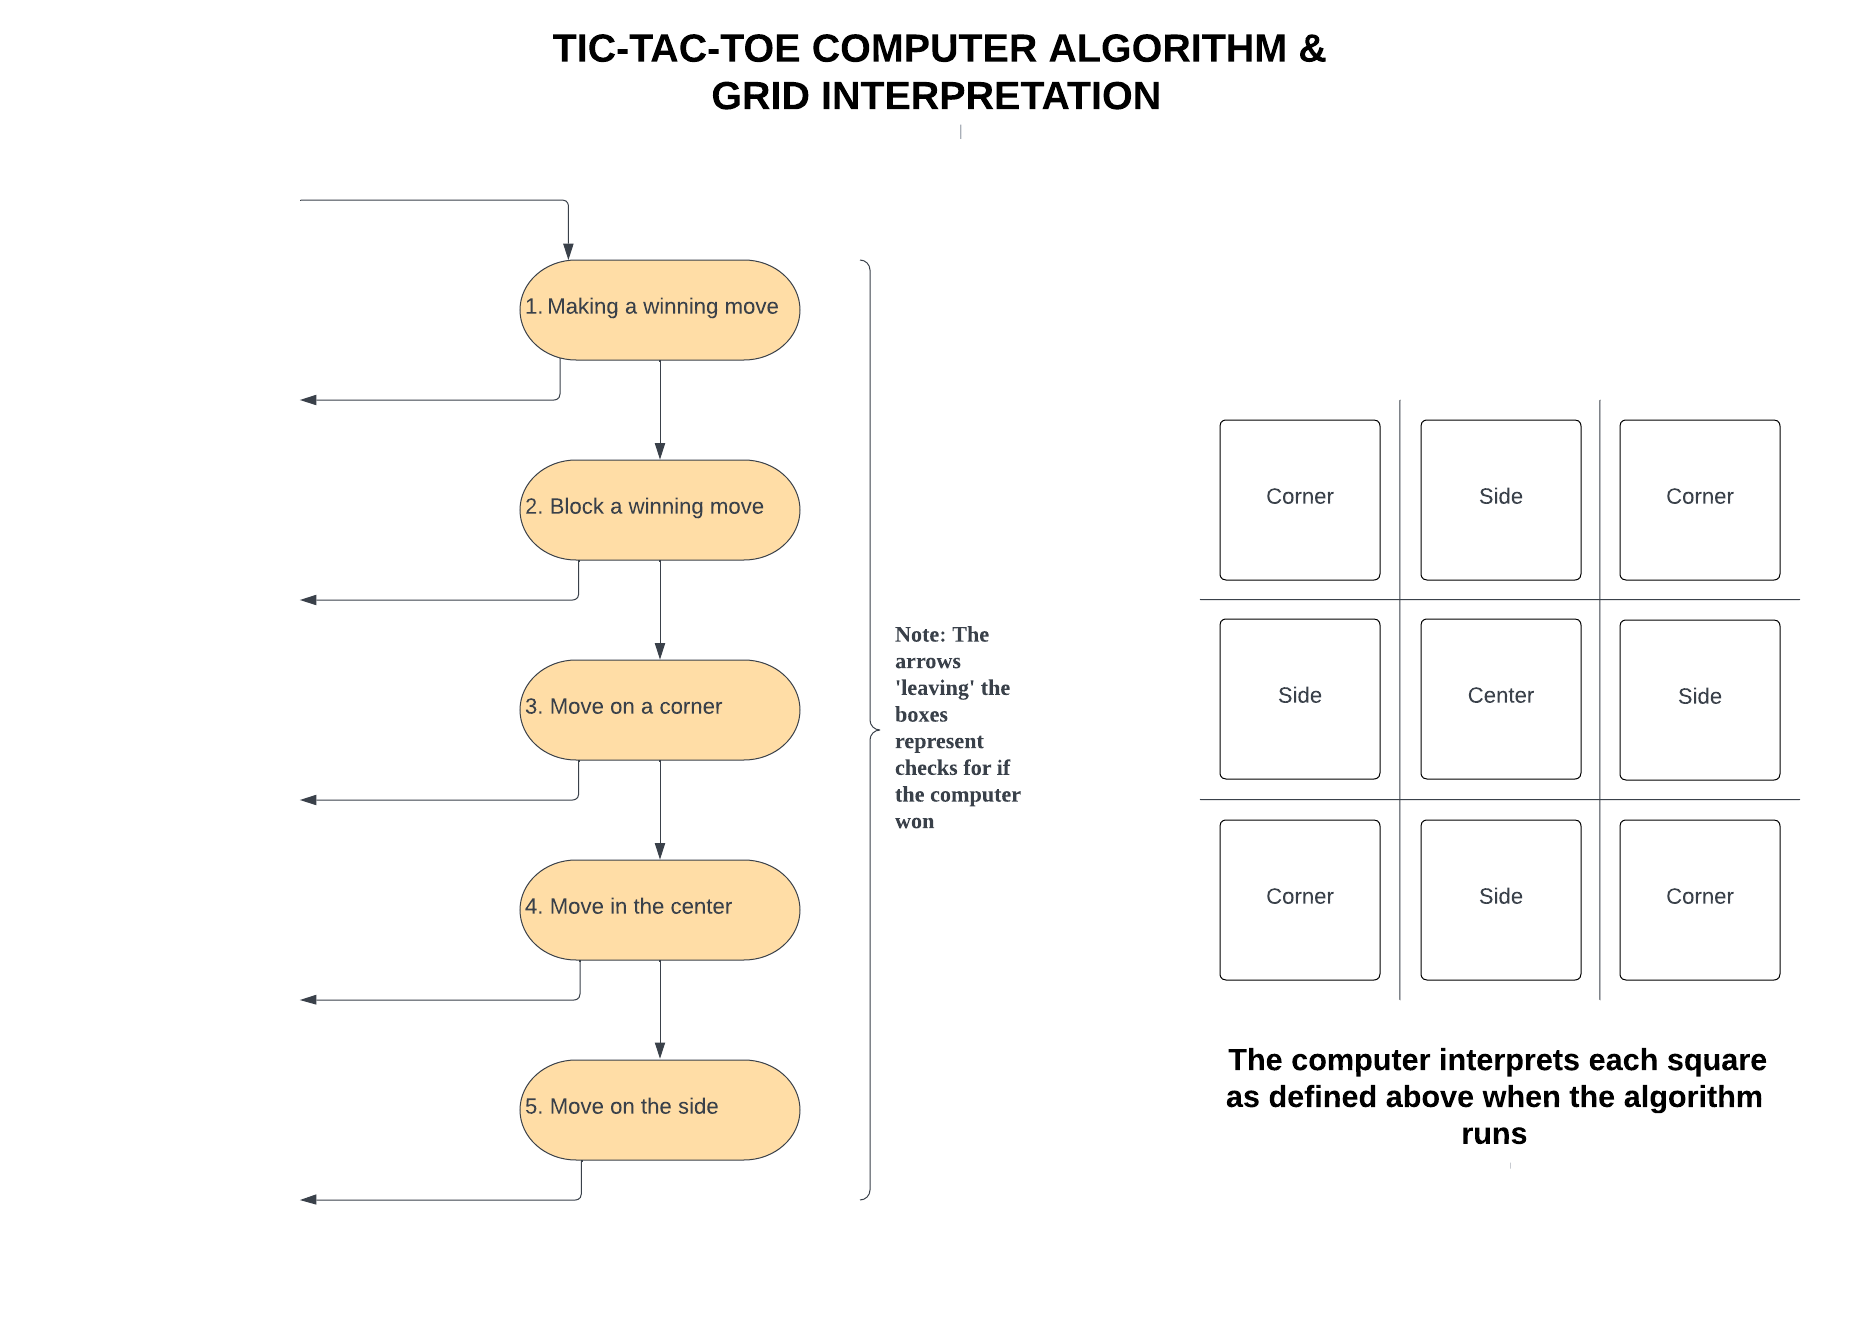 TIC-TAC-TOE COMPUTER ALGORITHM &
GRID INTERPRETATION
1. Making a winning move
2. Block a winning move
3. Move on a corner
4. Move in the center
5. Move on the side
Note: The
arrows
'leaving' the
boxes
represent
checks for if
the computer
won
Corner
Side
Corner
Side
Center
Side
Corner
Side
Corner
The computer interprets each square
as defined above when the algorithm
runs